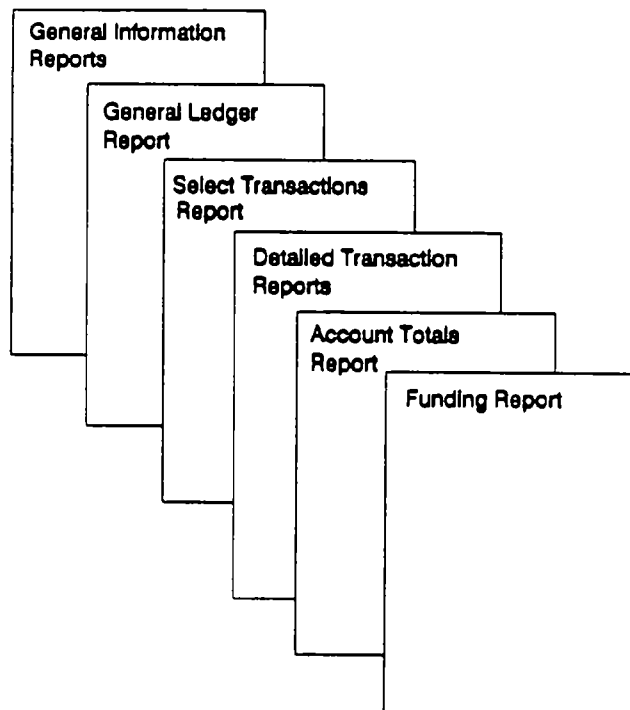 General Information
Reports
General Ledger
Report
Select Transactions
Report
Detailed Transaction
Reports
Account Totals
Report
Funding Report